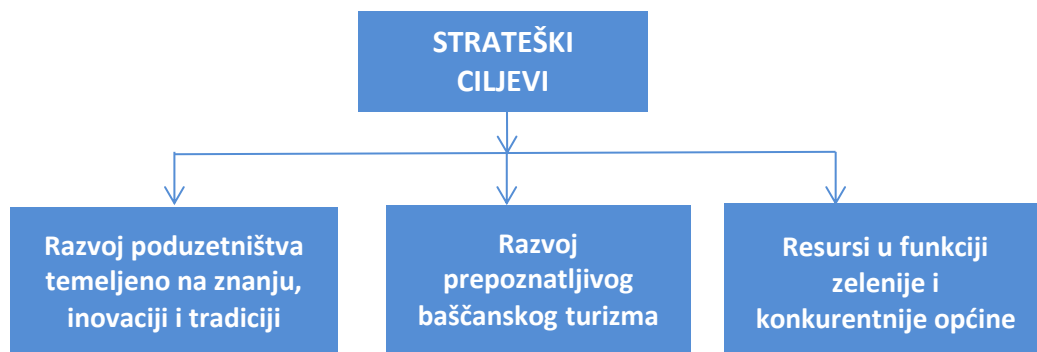 STRATEŠKI
CILJEVI
Razvoj poduzetništva
temeljeno na znanju,
inovaciji i tradiciji
Razvoj
prepoznatljivog
baščanskog turizma
Resursi u funkciji
zelenije i
konkurentnije općine